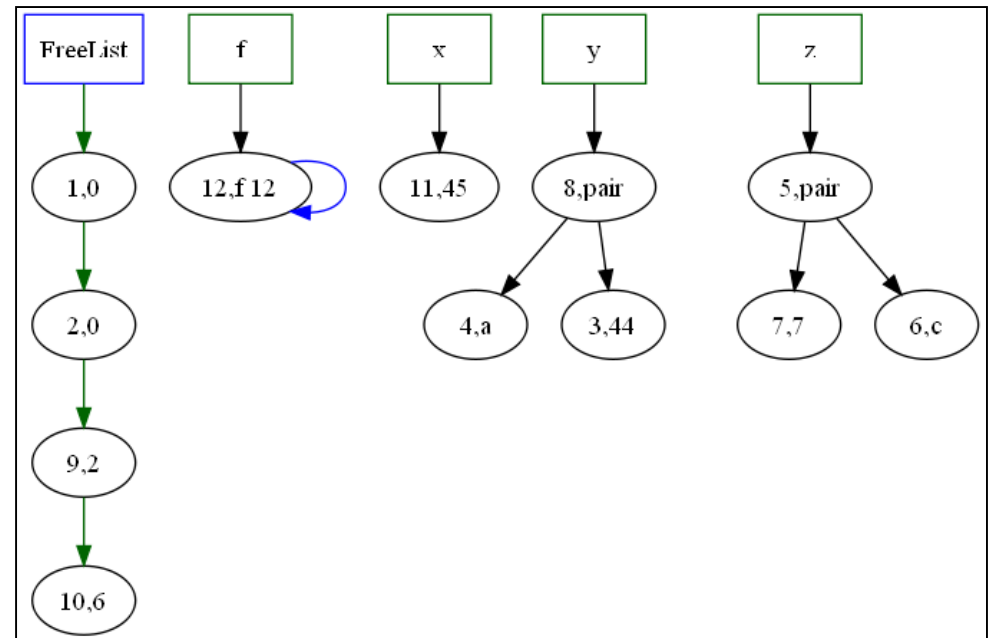 FreeList f x y z
1,0 12,f 12 11,45 8,pair 5,pair
2,0 4,a 3,44 7,7 6,c
9,2
10,6